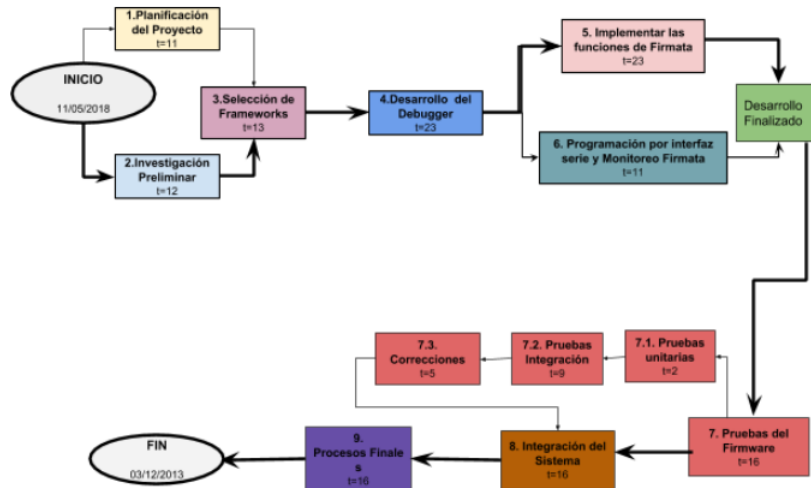 1.Planificación
del Proyecto
t=11
INICIO
11/05/2018
2.Investigación
Preliminar
t=12
3.Selección de
Frameworks
t=13
4.Desarrollo del
Debugger
t=23
5. Implementar las
funciones de Firmata
t=23
6. Programación por interfaz
serie y Monitoreo Firmata
t=11
Desarrollo
Finalizado
7.3.
Correcciones
t=5
7.2. Pruebas
Integración
t=9
7.1. Pruebas
unitarias
t=2
7. Pruebas del
Firmware
t=16
8. Integración del
Sistema
t=16
9.
Procesos Finale
s
t=16
FIN
03/12/2013